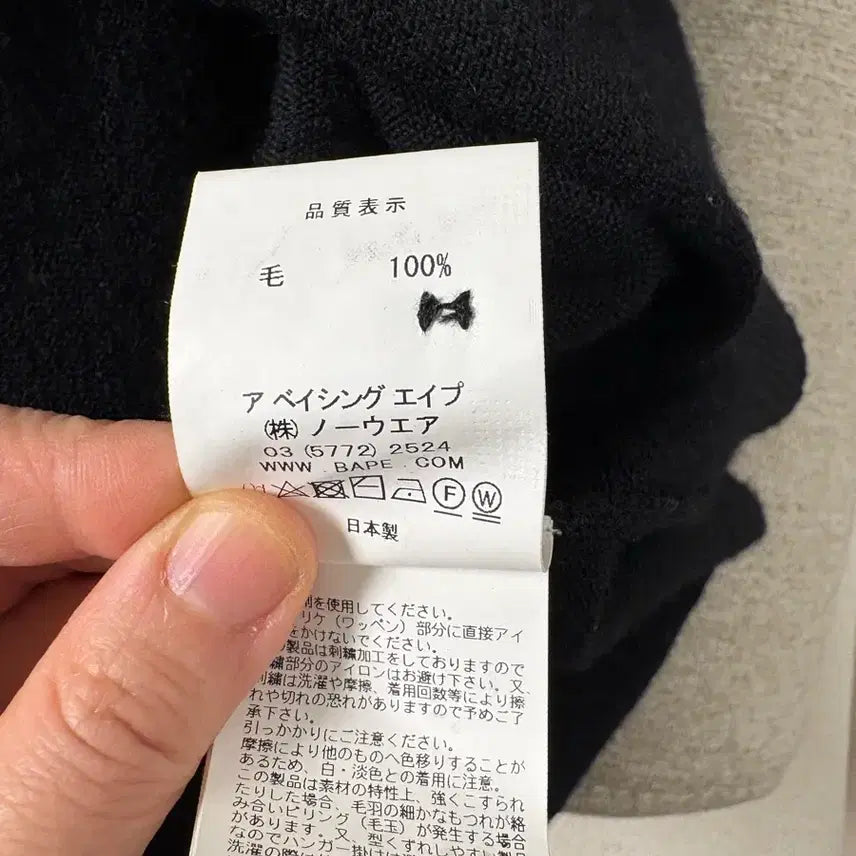 品質表示
毛 100%
ア ベイシング エイプ
(株) ノーウエア
03 (5772) 2524
WWW . BAPE . COM
F W
日本製
剤を使用してください。
リケ(ワッペン)部分に直接アイ
をかけないでください。
製品は刺繍加工をしておりますので
繍部分のアイロンはお避け下さい。又、
刺繍は洗濯や摩擦、着用回数等により擦
れや切れの恐れがありますので予めご了
承下さい。
引っかかりにご注意ください。
摩擦により他のものへ色移りすることが
あるため、白・淡色との着用に注意。
この製品は素材の特性上、強くこすられ
たりした場合、毛羽の細かなもつれが絡
み合いピリング(毛玉)が発生する場合
があります。又、型くずれしやすい製品
なのでハンガー掛けは
洗濯の際は